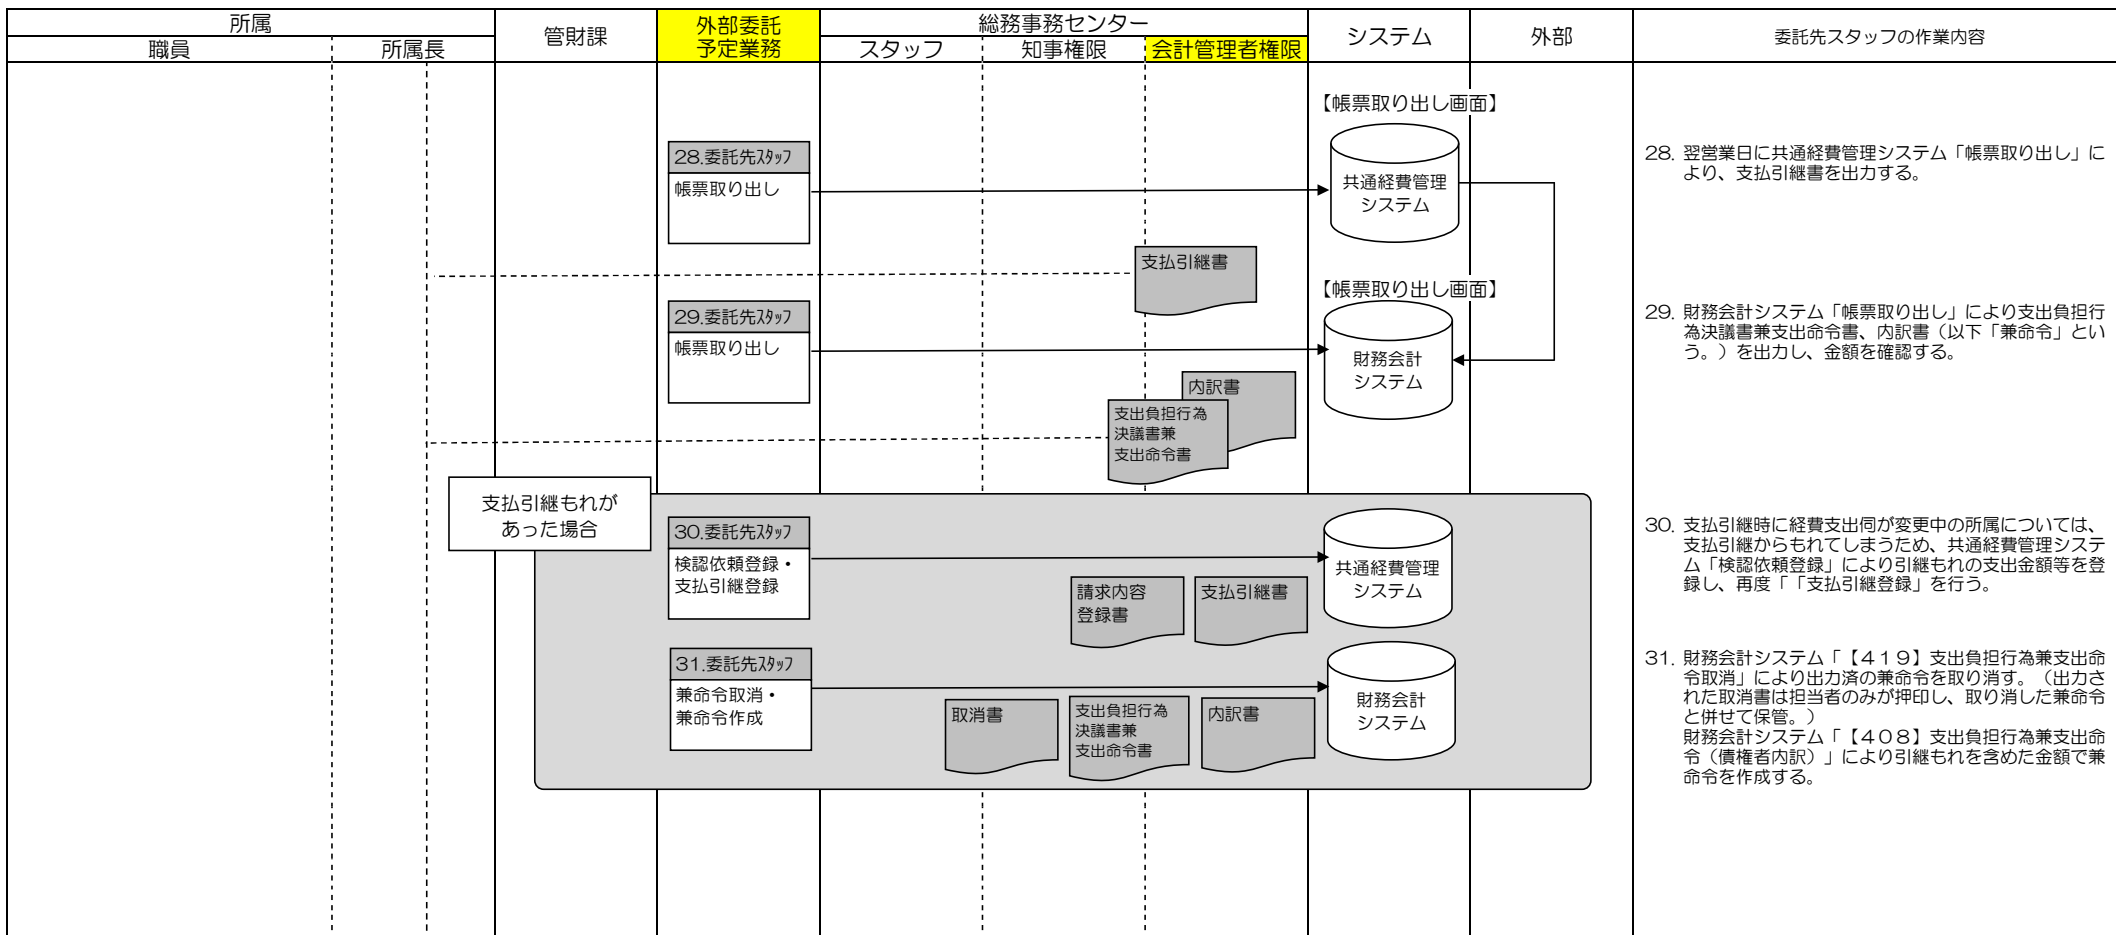 所属
管財課
外部委託
予定業務
総務事務センター
システム
外部
委託先スタッフの作業内容
職員
所属長
スタッフ
知事権限
会計管理者権限
【帳票取り出し画面】
28.委託先ｽﾀｯﾌ
帳票取り出し
共通経費管理
システム
28. 翌営業日に共通経費管理システム「帳票取り出し」に
より、支払引継書を出力する。
支払引継書
【帳票取り出し画面】
29.委託先ｽﾀｯﾌ
帳票取り出し
財務会計
システム
29. 財務会計システム「帳票取り出し」により支出負担行
為決議書兼支出命令書、内訳書（以下「兼命令」とい
う。）を出力し、金額を確認する。
内訳書
支出負担行為
決議書兼
支出命令書
支払引継もれが
あった場合
30.委託先ｽﾀｯﾌ
検認依頼登録・
支払引継登録
共通経費管理
システム
請求内容
登録書
支払引継書
30. 支払引継時に経費支出伺が変更中の所属については、
支払引継からもれてしまうため、共通経費管理システ
ム「検認依頼登録」により引継もれの支出金額等を登
録し、再度「「支払引継登録」を行う。
31.委託先ｽﾀｯﾌ
兼命令取消・
兼命令作成
取消書
支出負担行為
決議書兼
支出命令書
内訳書
財務会計
システム
31. 財務会計システム「【４１９】支出負担行為兼支出命
令取消」により出力済の兼命令を取り消す。（出力さ
れた取消書は担当者のみが押印し、取り消した兼命令
と併せて保管。）
財務会計システム「【４０８】支出負担行為兼支出命
令（債権者内訳）」により引継もれを含めた金額で兼
命令を作成する。